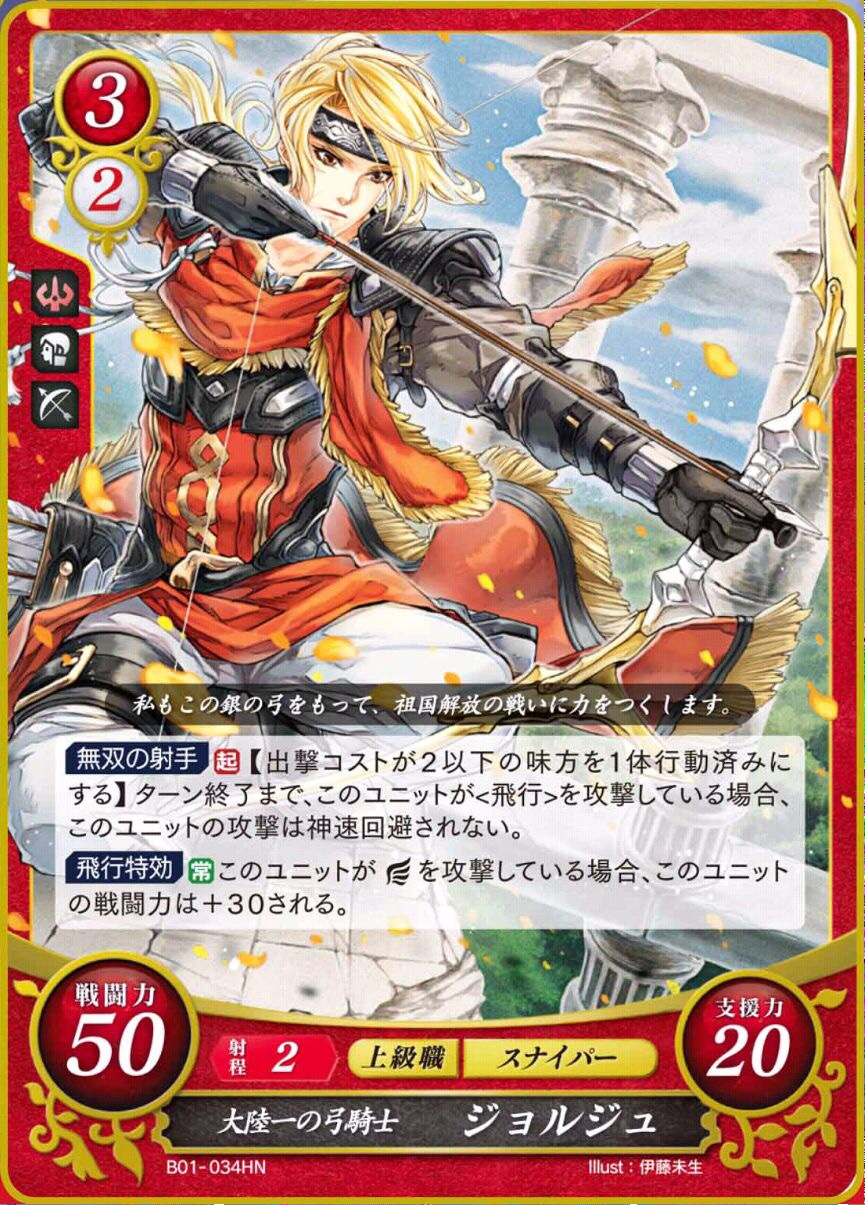 3
2
私もこの銀の弓をもって、祖国解放の戦いに力をつくします。
無双の射手 起【出撃コストが2以下の味方を1体行動済みに
する】ターン終了まで、このユニットが<飛行>を攻撃している場合、
このユニットの攻撃は神速回避されない。
飛行特効 常 このユニットが を攻撃している場合、このユニット
の戦闘力は＋30される。
戦闘力
50
射程 2
上級職 スナイパー
支援力
20
大陸一の弓騎士 ジョルジュ
B01-034HN
Illust：伊藤未生